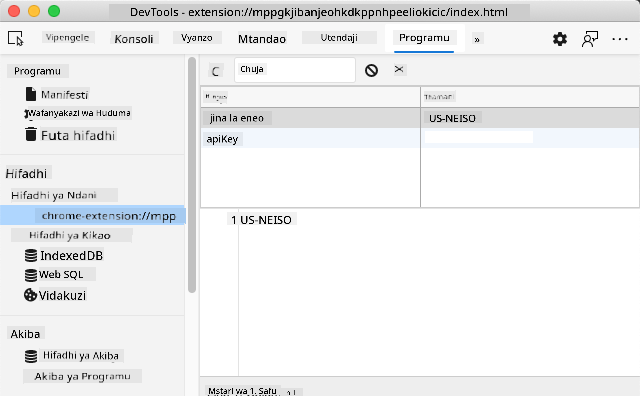 DevTools - extension://mppgkjibanjeohkdkppnhpeeliokicic/index.html
Vipengele Konsoli Vyanzo Mtandao Utendaji Programu »
Programu
Manifesti
Wafanyakazi wa Huduma
Futa hifadhi
Hifadhi
Hifadhi ya Ndani
chrome-extension://mpp
Hifadhi ya Kikao
IndexedDB
Web SQL
Vidakuzi
Akiba
Hifadhi ya Akiba
Akiba ya Programu
C Chuja
Thamani
jina la eneo US-NEISO
apiKey
1 US-NEISO
Mstari wa 1. Safu